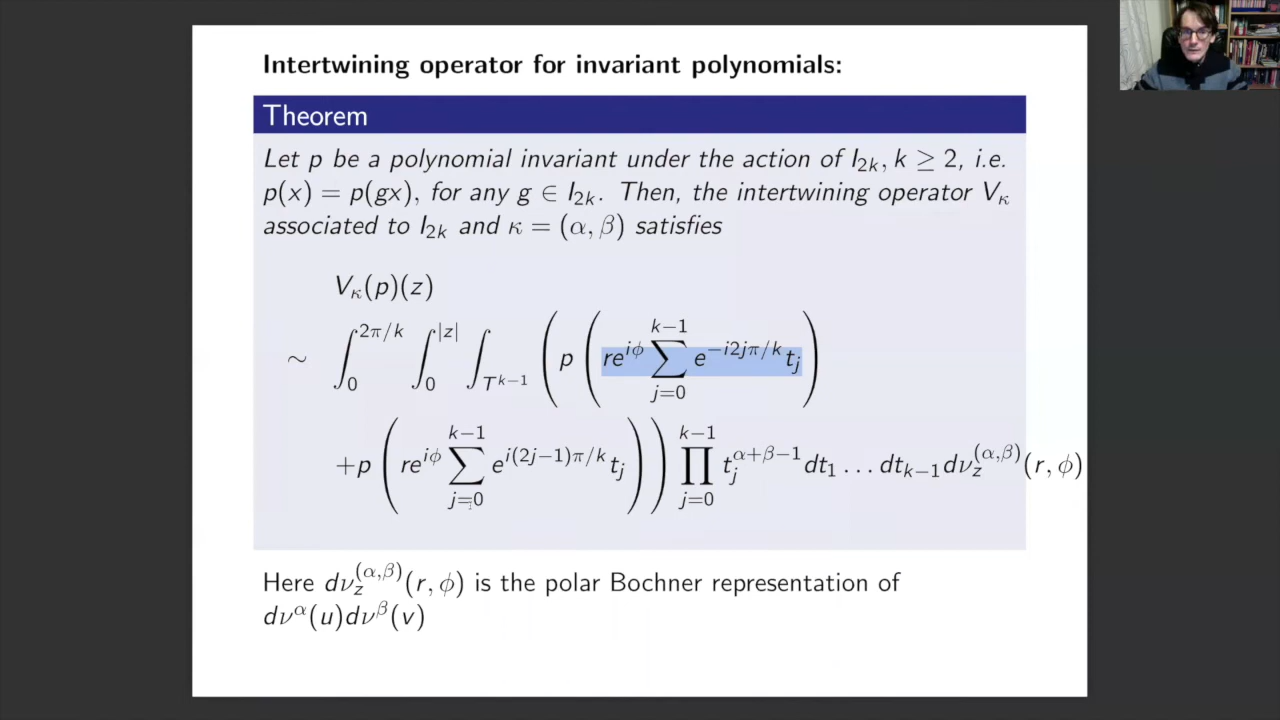 Intertwining operator for invariant polynomials:
Theorem
Let p be a polynomial invariant under the action of I_{2k}, k ≥ 2, i.e.
p(x) = p(gx), for any g ∈ I_{2k}. Then, the intertwining operator V_κ
associated to I_{2k} and κ = (α, β) satisfies
V_κ(p)(z)
∼ ∫_0^{2π/k} ∫_0^{|z|} ∫_{T^{k−1}} ( p ( re^{iϕ} ∑_{j=0}^{k−1} e^{−i2jπ/k} t_j )
+p ( re^{iϕ} ∑_{j=0}^{k−1} e^{i(2j−1)π/k} t_j ) ) ∏_{j=0}^{k−1} t_j^{α+β−1} dt_1 … dt_{k−1} dν_z^{(α,β)}(r, ϕ)
Here dν_z^{(α,β)}(r, ϕ) is the polar Bochner representation of
dν^α(u)dν^β(v)